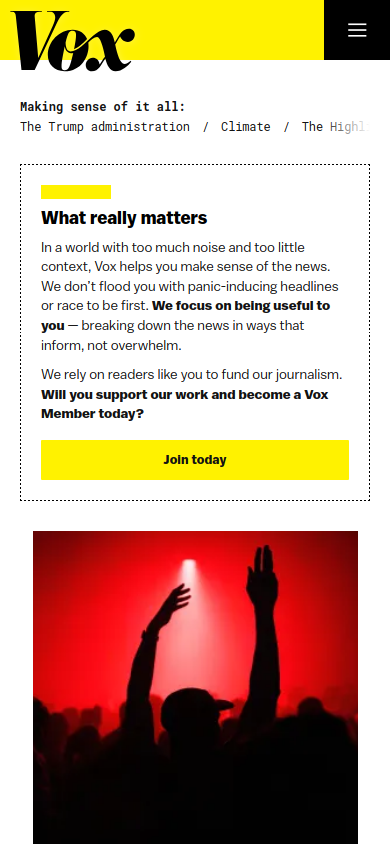 Vox
Making sense of it all:
The Trump administration / Climate / The Highl
What really matters
In a world with too much noise and too little
context, Vox helps you make sense of the news.
We don't flood you with panic-inducing headlines
or race to be first. We focus on being useful to
you — breaking down the news in ways that
inform, not overwhelm.
We rely on readers like you to fund our journalism.
Will you support our work and become a Vox
Member today?
Join today